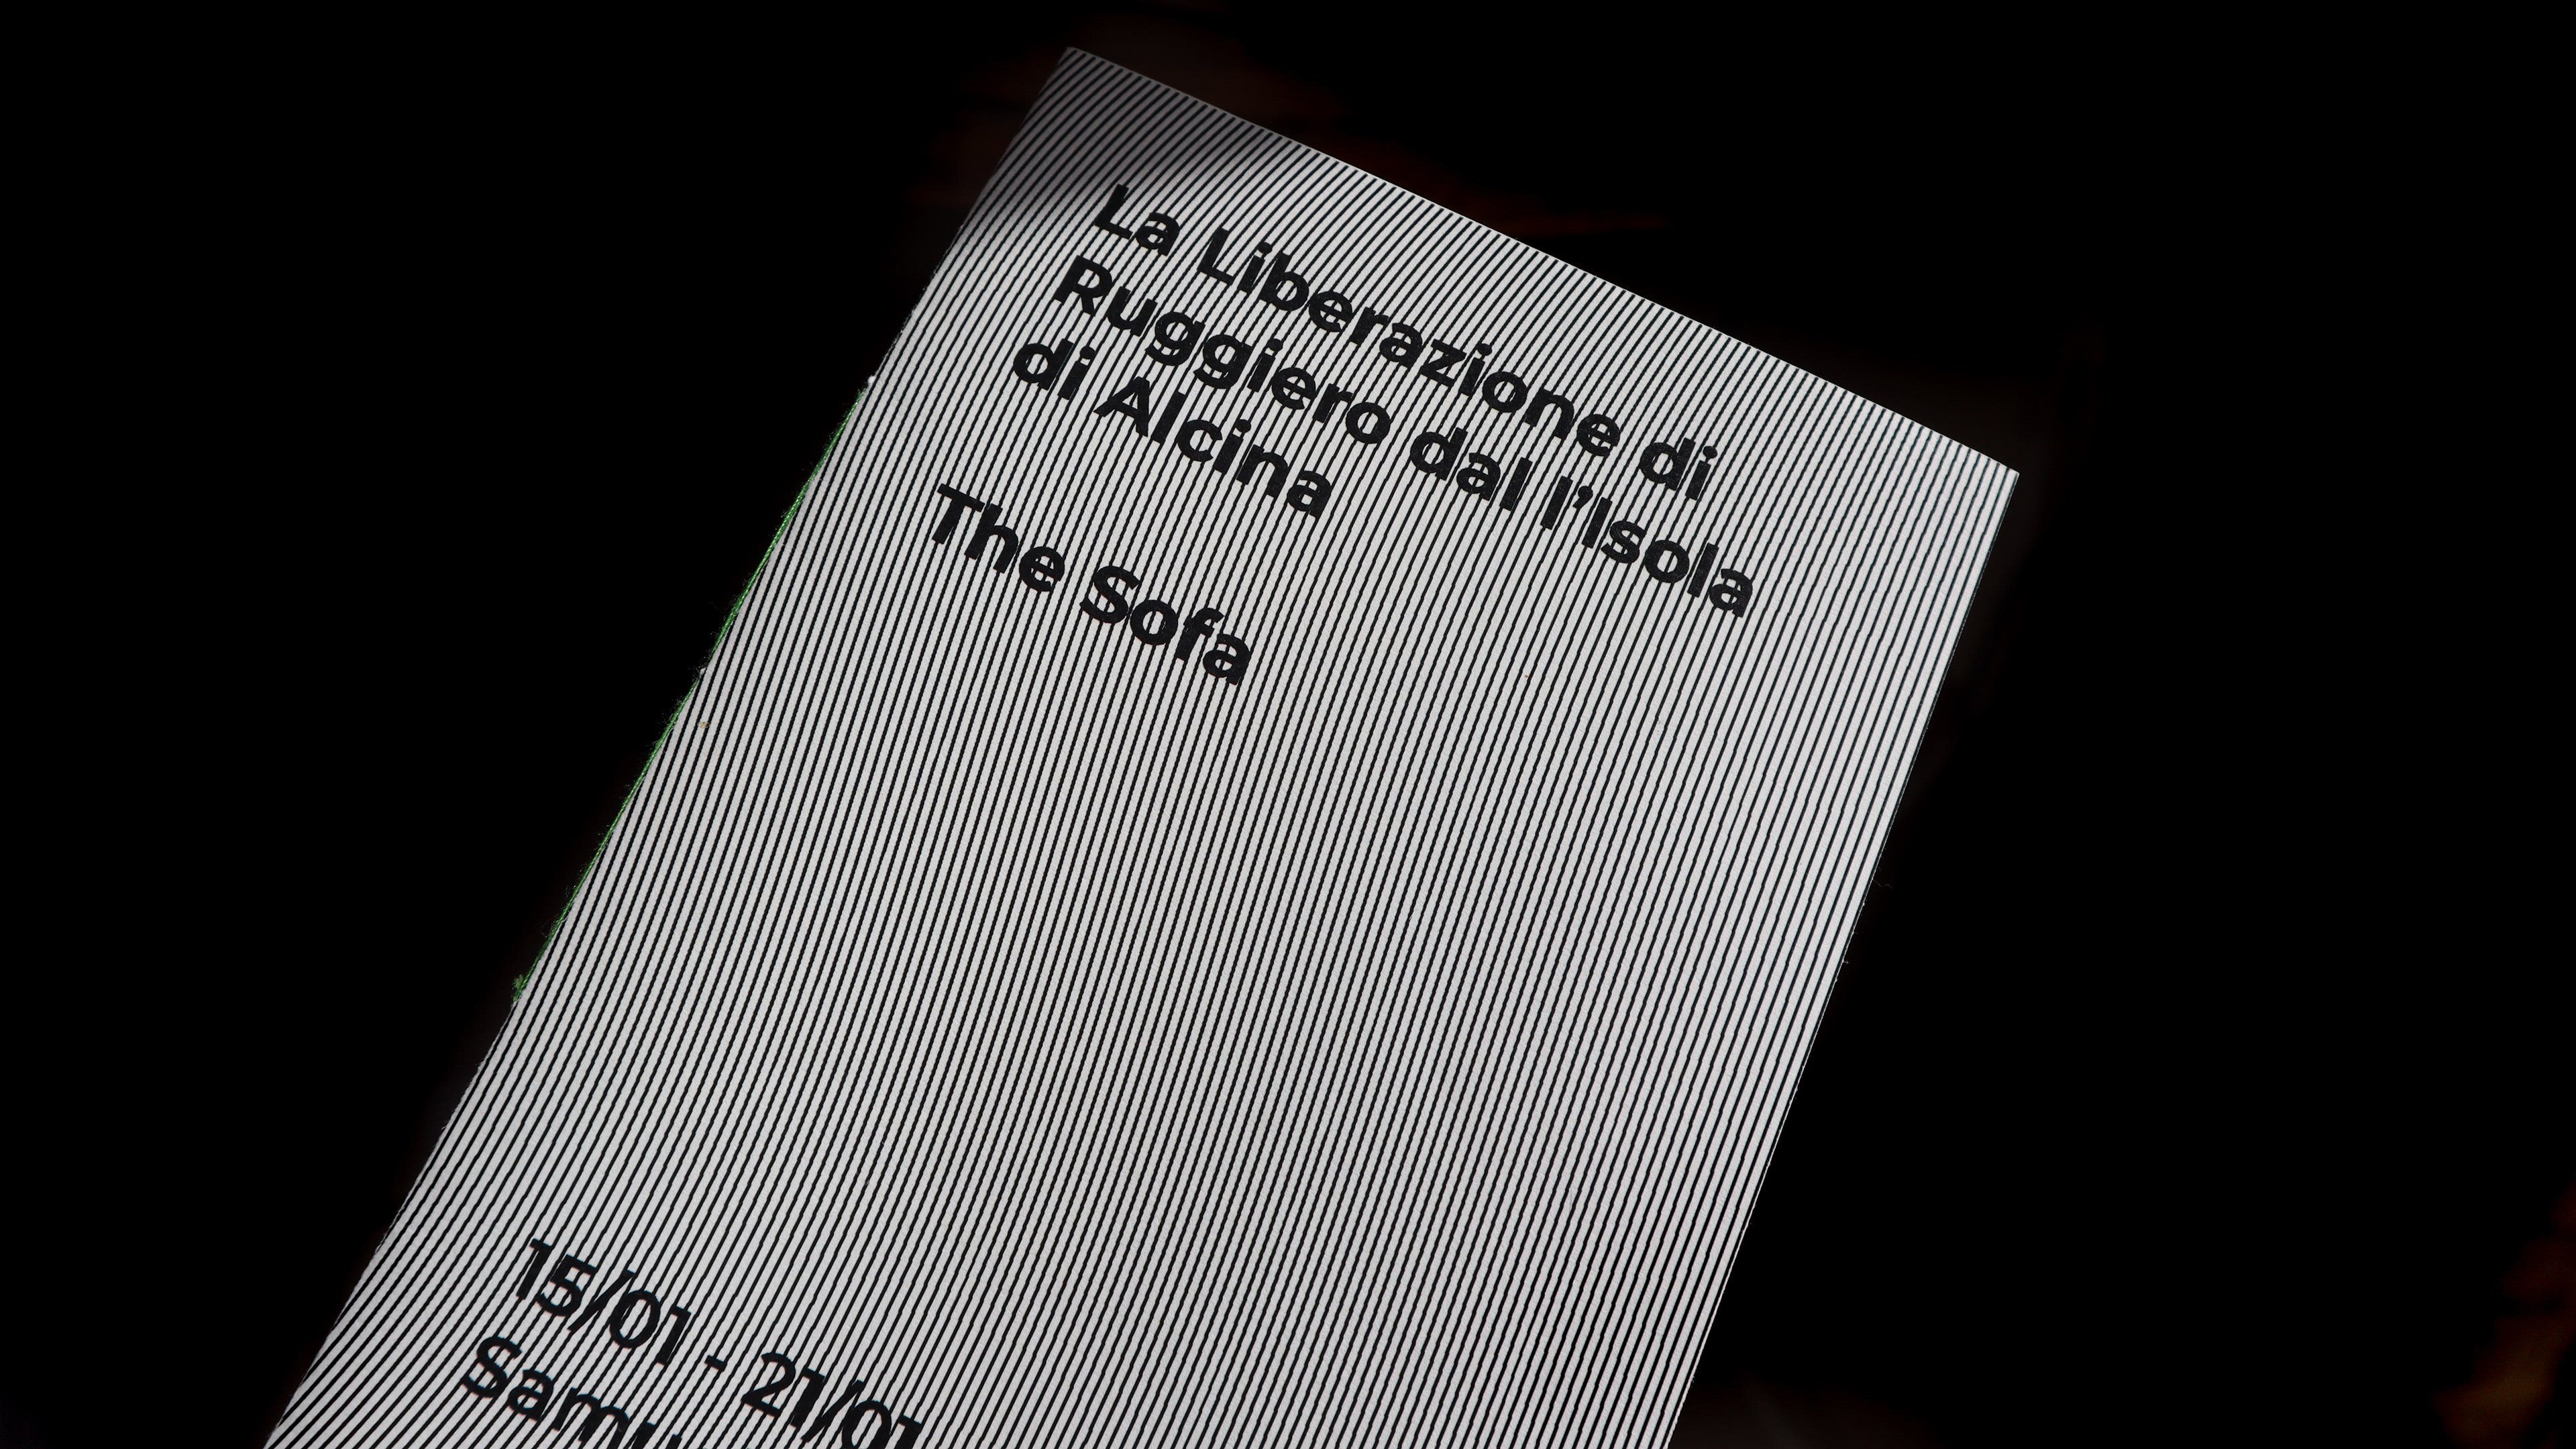 La Liberazione di
Ruggiero dal l'Isola
di Alcina
The Sofa
15/01 - 21/01